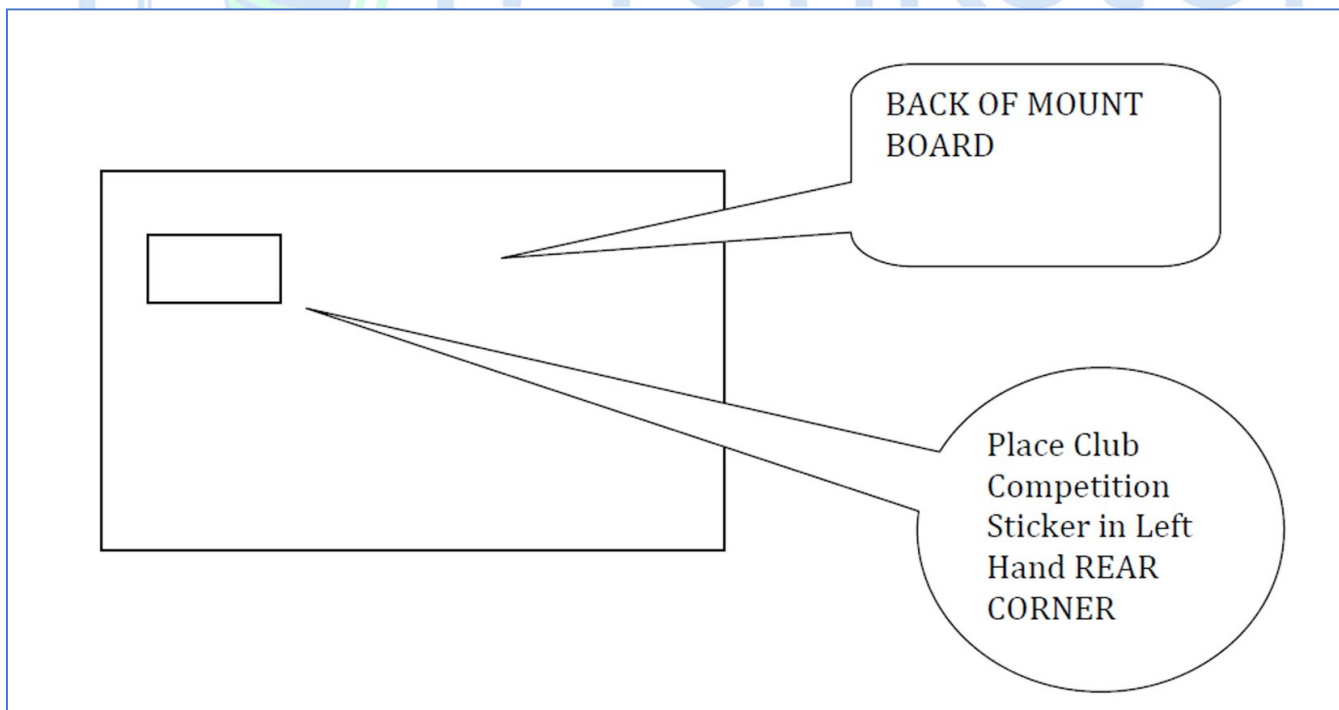 BACK OF MOUNT
BOARD
Place Club
Competition
Sticker in Left
Hand REAR
CORNER